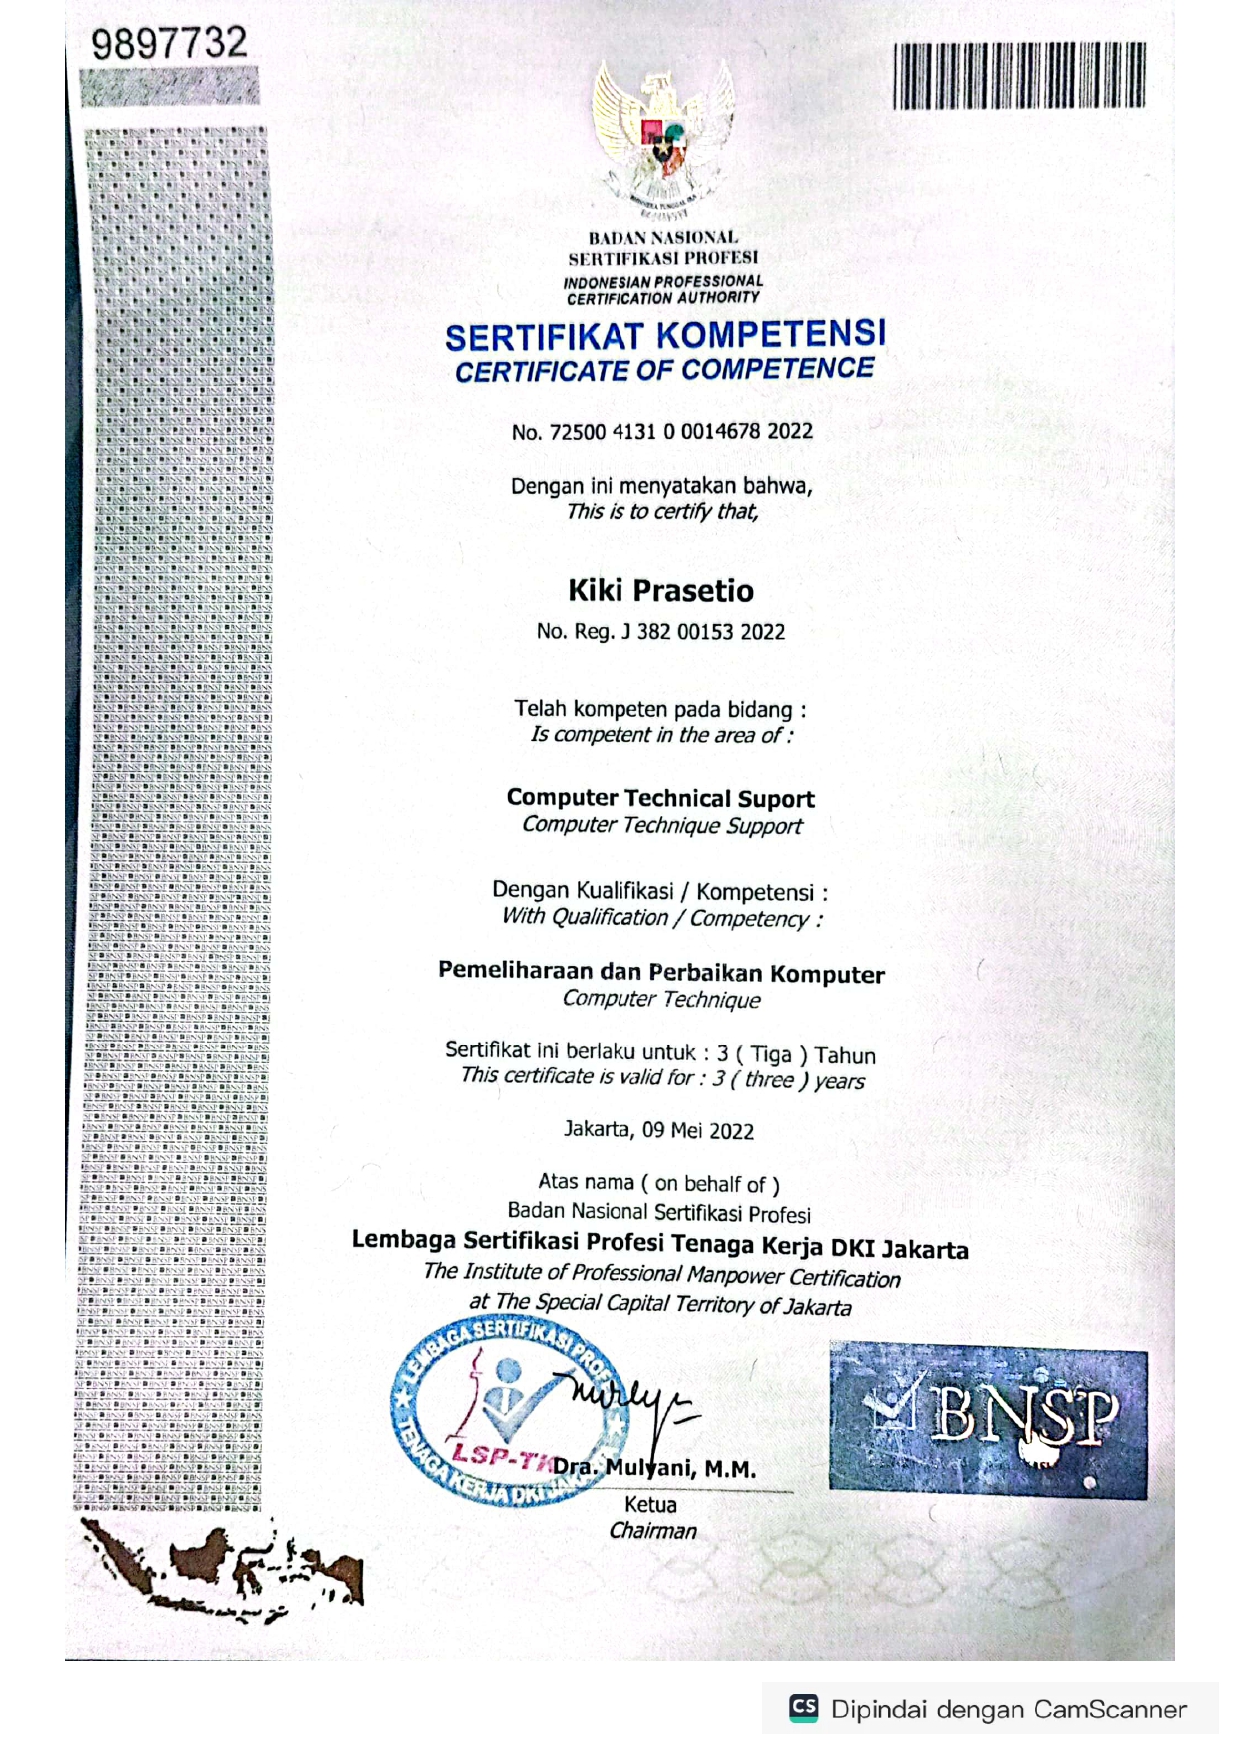 9897732
BADAN NASIONAL
SERTIFIKASI PROFESI
INDONESIAN PROFESSIONAL
CERTIFICATION AUTHORITY
SERTIFIKAT KOMPETENSI
CERTIFICATE OF COMPETENCE
No. 72500 4131 0 0014678 2022
Dengan ini menyatakan bahwa,
This is to certify that,
Kiki Prasetio
No. Reg. J 382 00153 2022
Telah kompeten pada bidang :
Is competent in the area of :
Computer Technical Suport
Computer Technique Support
Dengan Kualifikasi / Kompetensi :
With Qualification / Competency :
Pemeliharaan dan Perbaikan Komputer
Computer Technique
Sertifikat ini berlaku untuk : 3 ( Tiga ) Tahun
This certificate is valid for : 3 ( three ) years
Jakarta, 09 Mei 2022
Atas nama ( on behalf of )
Badan Nasional Sertifikasi Profesi
Lembaga Sertifikasi Profesi Tenaga Kerja DKI Jakarta
The Institute of Professional Manpower Certification
at The Special Capital Territory of Jakarta
LEMBAGA SERTIFIKASI
LSP-TK
TENAGA KERJA DKI
BNSP
Dra. Mulyani, M.M.
Ketua
Chairman
CS Dipindai dengan CamScanner